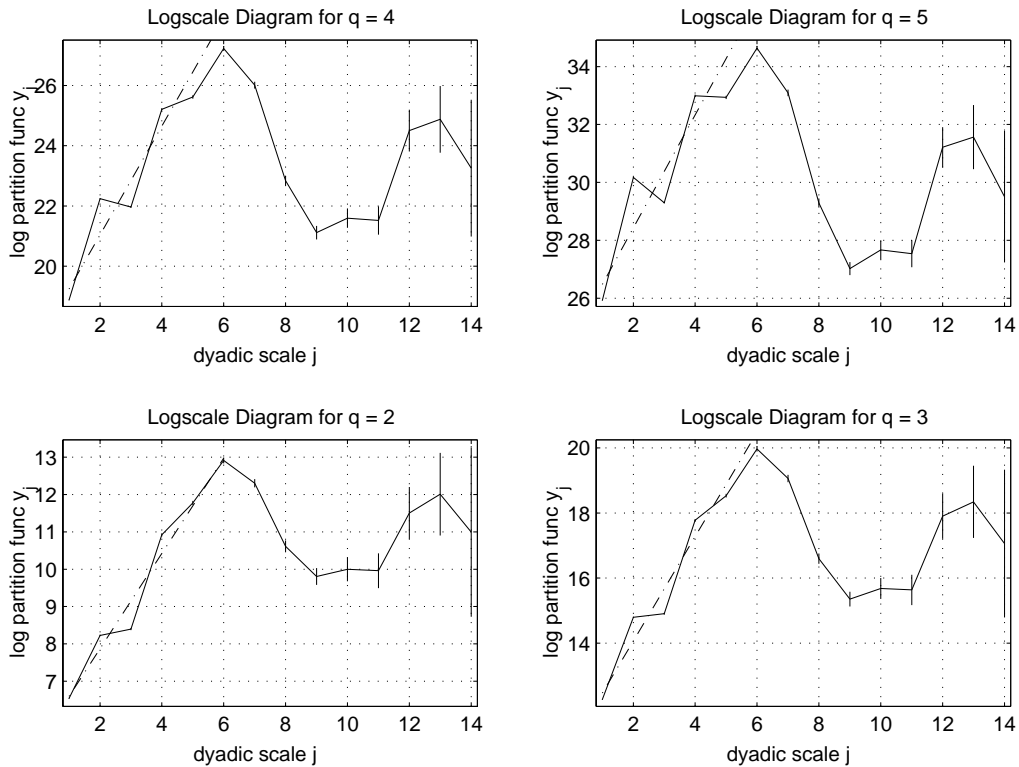 Logscale Diagram for q = 4
log partition func y_j
26
24
22
20
2 4 6 8 10 12 14
dyadic scale j
Logscale Diagram for q = 5
log partition func y_j
34
32
30
28
26
2 4 6 8 10 12 14
dyadic scale j
Logscale Diagram for q = 2
log partition func y_j
13
12
11
10
9
8
7
2 4 6 8 10 12 14
dyadic scale j
Logscale Diagram for q = 3
log partition func y_j
20
18
16
14
2 4 6 8 10 12 14
dyadic scale j